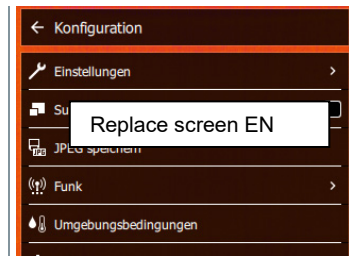 Konfiguration
Einstellungen
Su
Replace screen EN
JPEG speichern
Funk
Umgebungsbedingungen